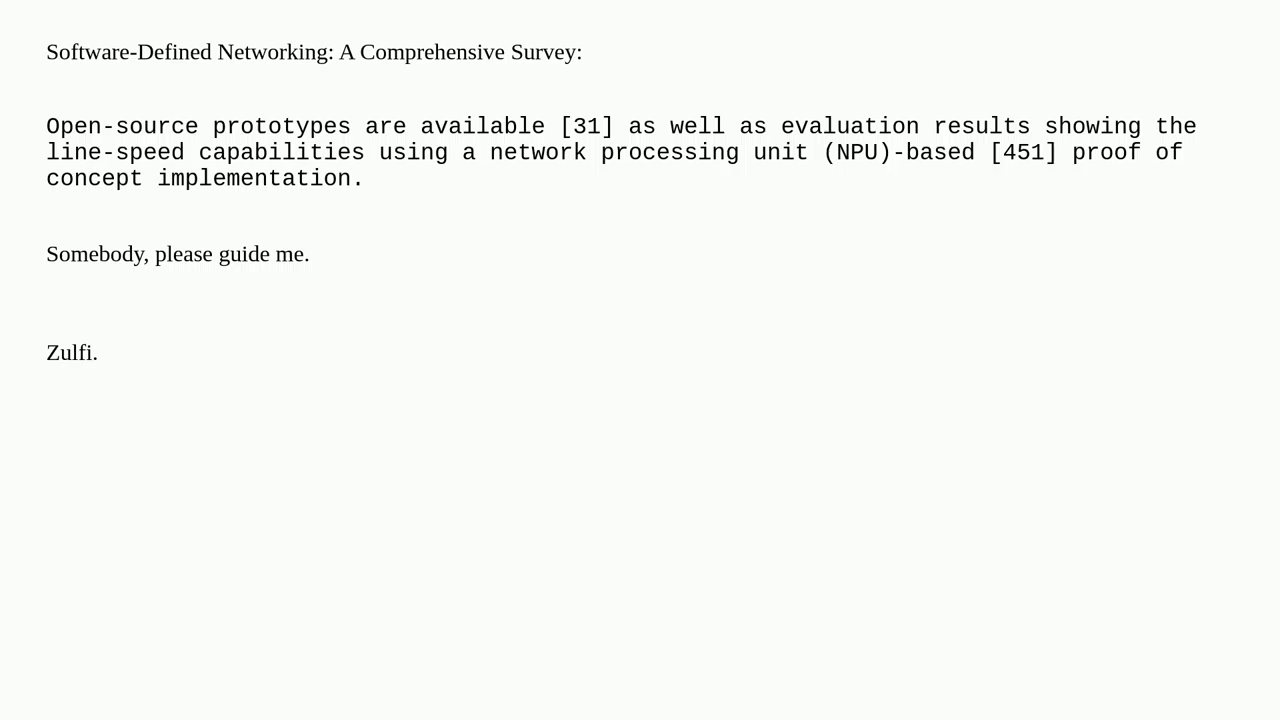 Software-Defined Networking: A Comprehensive Survey:
Open-source prototypes are available [31] as well as evaluation results showing the
line-speed capabilities using a network processing unit (NPU)-based [451] proof of
concept implementation.
Somebody, please guide me.
Zulfi.